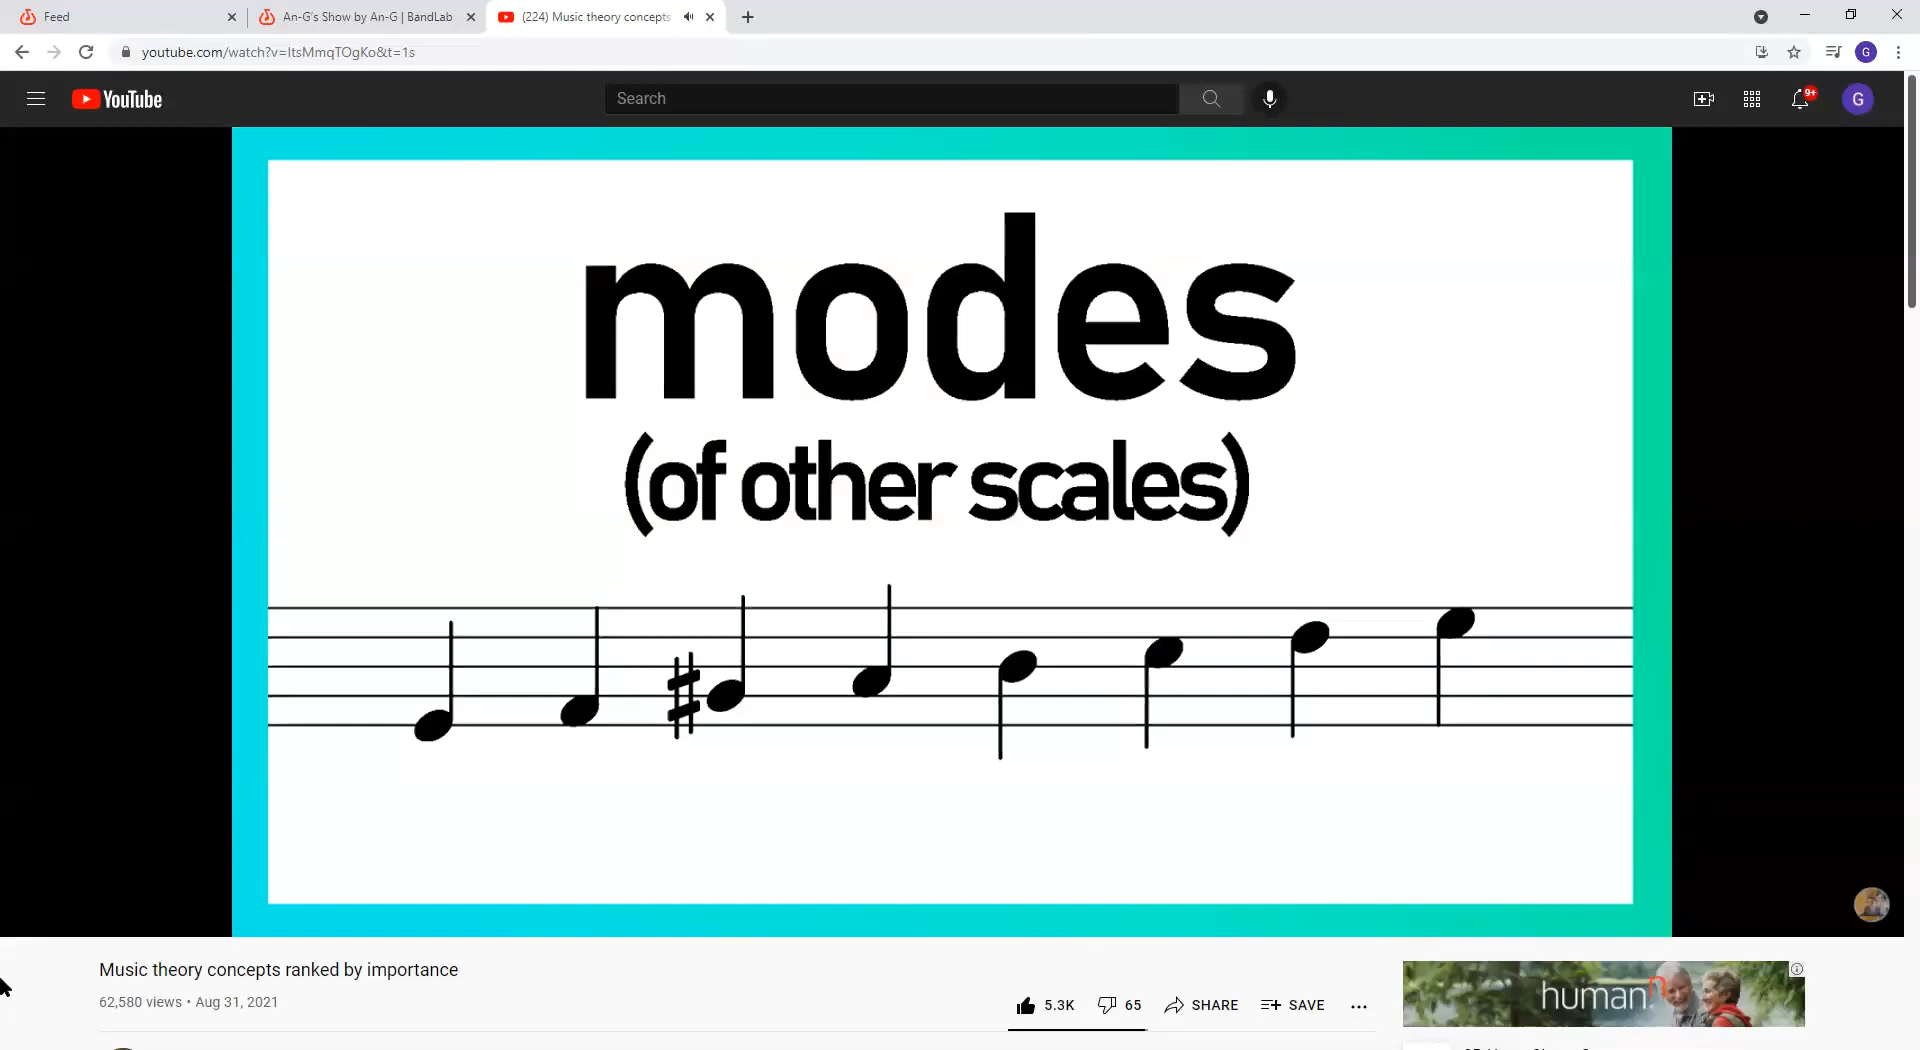 Feed
An-G's Show by An-G | BandLab
(224) Music theory concepts
youtube.com/watch?v=ItsMmqTOgKo&t=1s
G
YouTube
Search
9+
G
modes
(of other scales)
Music theory concepts ranked by importance
62,580 views • Aug 31, 2021
5.3K
65
SHARE
SAVE
humann